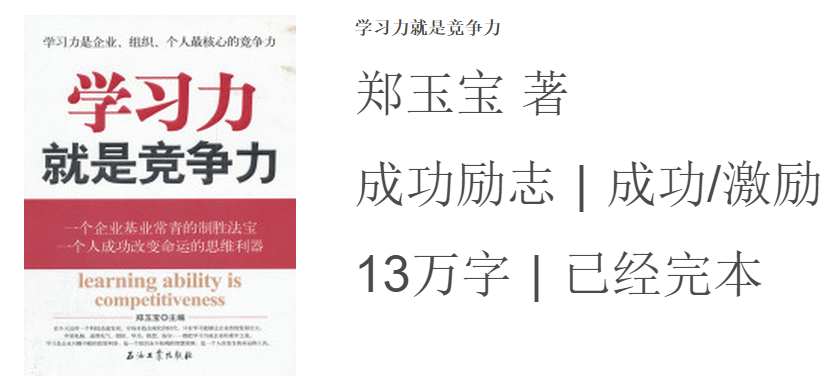 学习力是企业、组织、个人最核心的竞争力
学习力
就是竞争力
一个企业基业常青的制胜法宝
一个人成功改变命运的思维利器
learning ability is
competitiveness
郑玉宝◎主编
石油工业出版社
学习力就是竞争力
郑玉宝 著
成功励志 | 成功/激励
13万字 | 已经完本